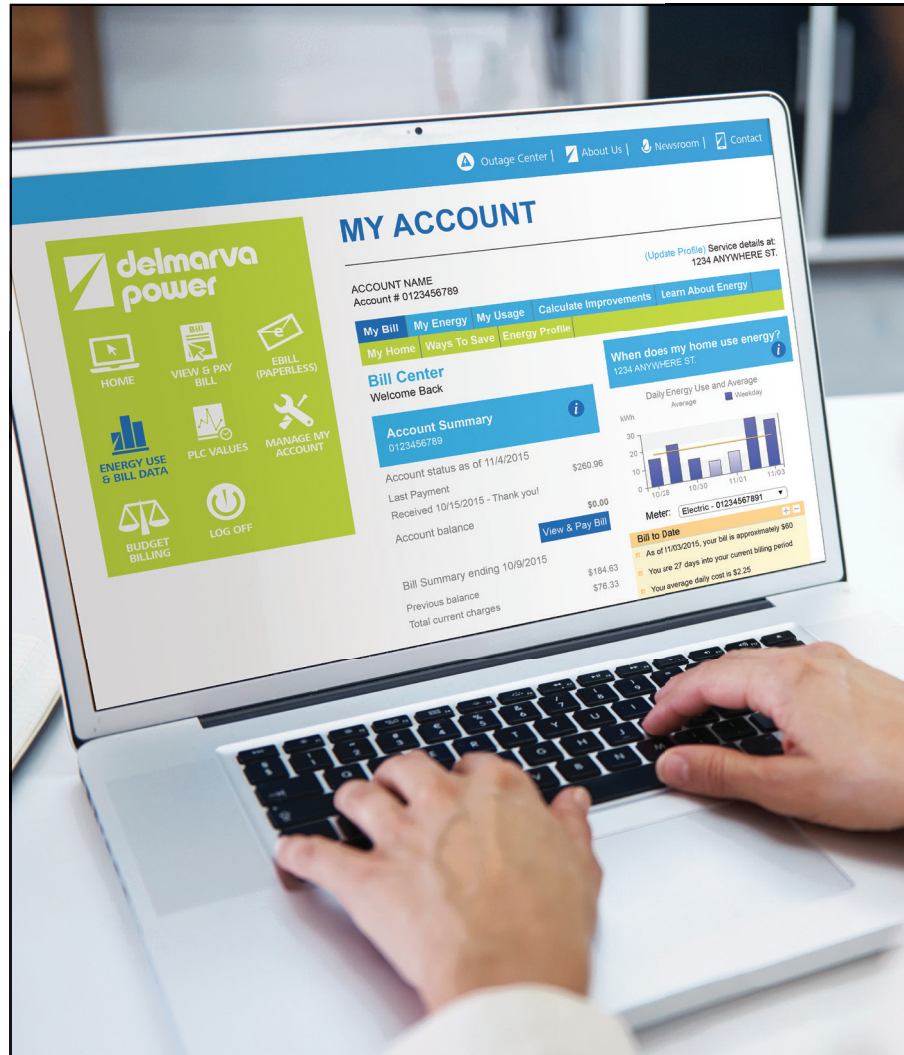 Outage Center | About Us | Newsroom | Contact
delmarva
power
HOME
Bill
VIEW & PAY
BILL
e
EBILL
(PAPERLESS)
ENERGY USE
& BILL DATA
PLC VALUES
MANAGE MY
ACCOUNT
BUDGET
BILLING
LOG OFF
MY ACCOUNT
(Update Profile) Service details at:
1234 ANYWHERE ST.
ACCOUNT NAME
Account # 0123456789
My Bill My Energy My Usage Calculate Improvements Learn About Energy
My Home Ways To Save Energy Profile
Bill Center
Welcome Back
Account Summary
0123456789
i
Account status as of 11/4/2015
Last Payment $260.96
Received 10/15/2015 - Thank you!
Account balance $0.00
View & Pay Bill
Bill Summary ending 10/9/2015
Previous balance $184.63
Total current charges $76.33
When does my home use energy?
1234 ANYWHERE ST.
i
Daily Energy Use and Average
Average Weekday
kWh
30
20
10
0
10/28 10/30 11/01 11/03
Meter: Electric - 01234567891
Bill to Date
As of 11/03/2015, your bill is approximately $60
You are 27 days into your current billing period
Your average daily cost is $2.25